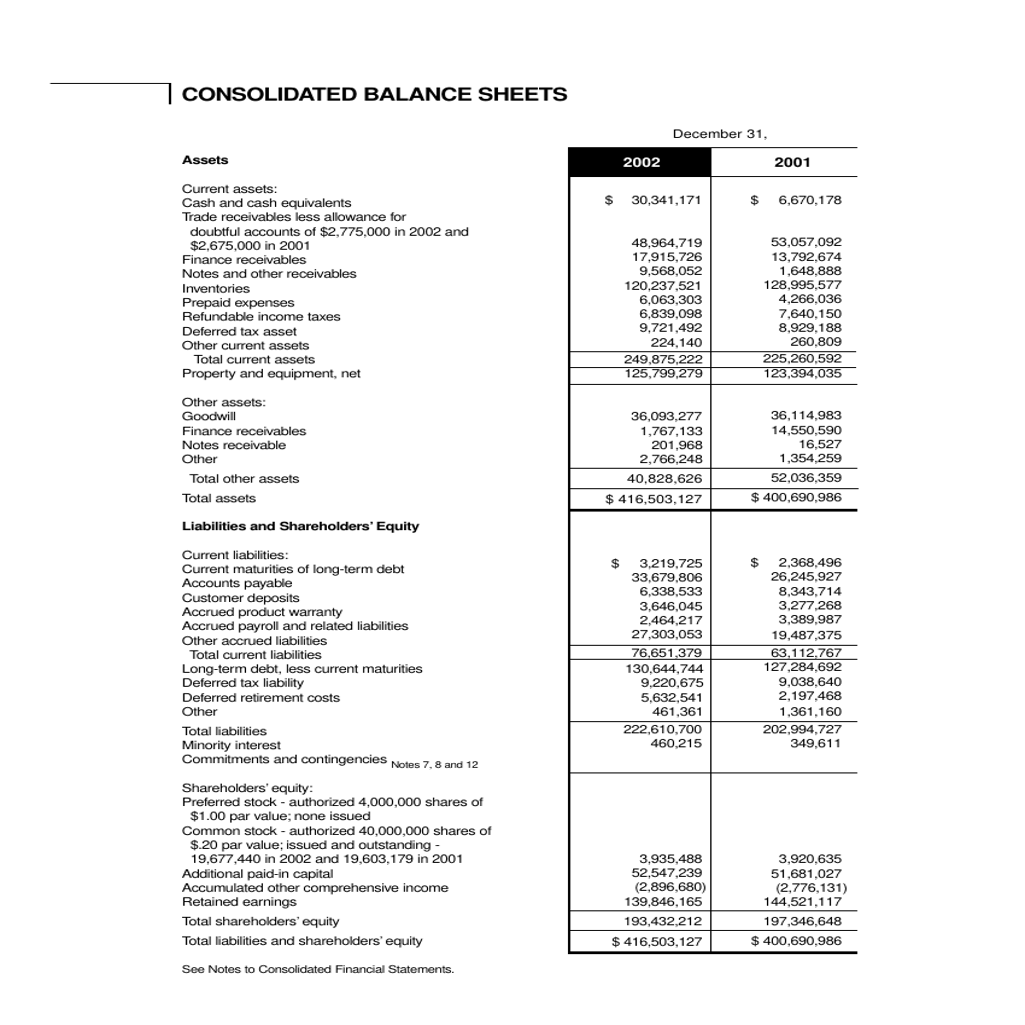 CONSOLIDATED BALANCE SHEETS
December 31,
Assets 2002 2001
Current assets:
Cash and cash equivalents $ 30,341,171 $ 6,670,178
Trade receivables less allowance for
doubtful accounts of $2,775,000 in 2002 and
$2,675,000 in 2001 48,964,719 53,057,092
Finance receivables 17,915,726 13,792,674
Notes and other receivables 9,568,052 1,648,888
Inventories 120,237,521 128,995,577
Prepaid expenses 6,063,303 4,266,036
Refundable income taxes 6,839,098 7,640,150
Deferred tax asset 9,721,492 8,929,188
Other current assets 224,140 260,809
Total current assets 249,875,222 225,260,592
Property and equipment, net 125,799,279 123,394,035
Other assets:
Goodwill 36,093,277 36,114,983
Finance receivables 1,767,133 14,550,590
Notes receivable 201,968 16,527
Other 2,766,248 1,354,259
Total other assets 40,828,626 52,036,359
Total assets $ 416,503,127 $ 400,690,986
Liabilities and Shareholders' Equity
Current liabilities:
Current maturities of long-term debt $ 3,219,725 $ 2,368,496
Accounts payable 33,679,806 26,245,927
Customer deposits 6,338,533 8,343,714
Accrued product warranty 3,646,045 3,277,268
Accrued payroll and related liabilities 2,464,217 3,389,987
Other accrued liabilities 27,303,053 19,487,375
Total current liabilities 76,651,379 63,112,767
Long-term debt, less current maturities 130,644,744 127,284,692
Deferred tax liability 9,220,675 9,038,640
Deferred retirement costs 5,632,541 2,197,468
Other 461,361 1,361,160
Total liabilities 222,610,700 202,994,727
Minority interest 460,215 349,611
Commitments and contingencies Notes 7, 8 and 12
Shareholders' equity:
Preferred stock - authorized 4,000,000 shares of
$1.00 par value; none issued
Common stock - authorized 40,000,000 shares of
$.20 par value; issued and outstanding -
19,677,440 in 2002 and 19,603,179 in 2001 3,935,488 3,920,635
Additional paid-in capital 52,547,239 51,681,027
Accumulated other comprehensive income (2,896,680) (2,776,131)
Retained earnings 139,846,165 144,521,117
Total shareholders' equity 193,432,212 197,346,648
Total liabilities and shareholders' equity $ 416,503,127 $ 400,690,986
See Notes to Consolidated Financial Statements.